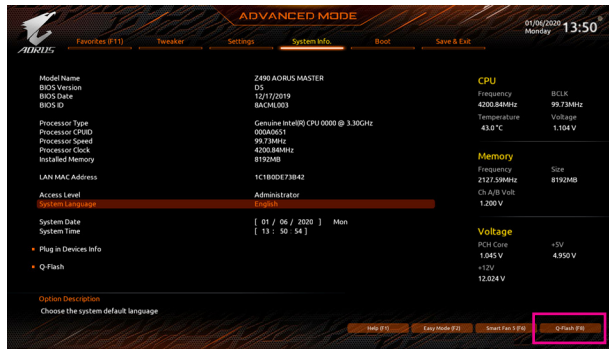 ADVANCED MODE
01/06/2020 13:50
Monday
AORUS
Favorites (F11) Tweaker Settings System Info. Boot Save & Exit
Model Name Z490 AORUS MASTER
BIOS Version D5
BIOS Date 12/17/2019
BIOS ID 8ACML003
Processor Type Genuine Intel(R) CPU 0000 @ 3.30GHz
Processor CPUID 000A0651
Processor Speed 99.73MHz
Processor Clock 4200.84MHz
Installed Memory 8192MB
LAN MAC Address 1C1B0DE73B42
Access Level Administrator
System Language English
System Date [ 01 / 06 / 2020 ] Mon
System Time [ 13 : 50 : 54 ]
Plug in Devices Info
Q-Flash
Option Description
Choose the system default language
CPU
Frequency BCLK
4200.84MHz 99.73MHz
Temperature Voltage
43.0 °C 1.104 V
Memory
Frequency Size
2127.59MHz 8192MB
Ch A/B Volt
1.200 V
Voltage
PCH Core +5V
1.045 V 4.950 V
+12V
12.024 V
Help (F1) Easy Mode (F2) Smart Fan 5 (F6) Q-Flash (F8)